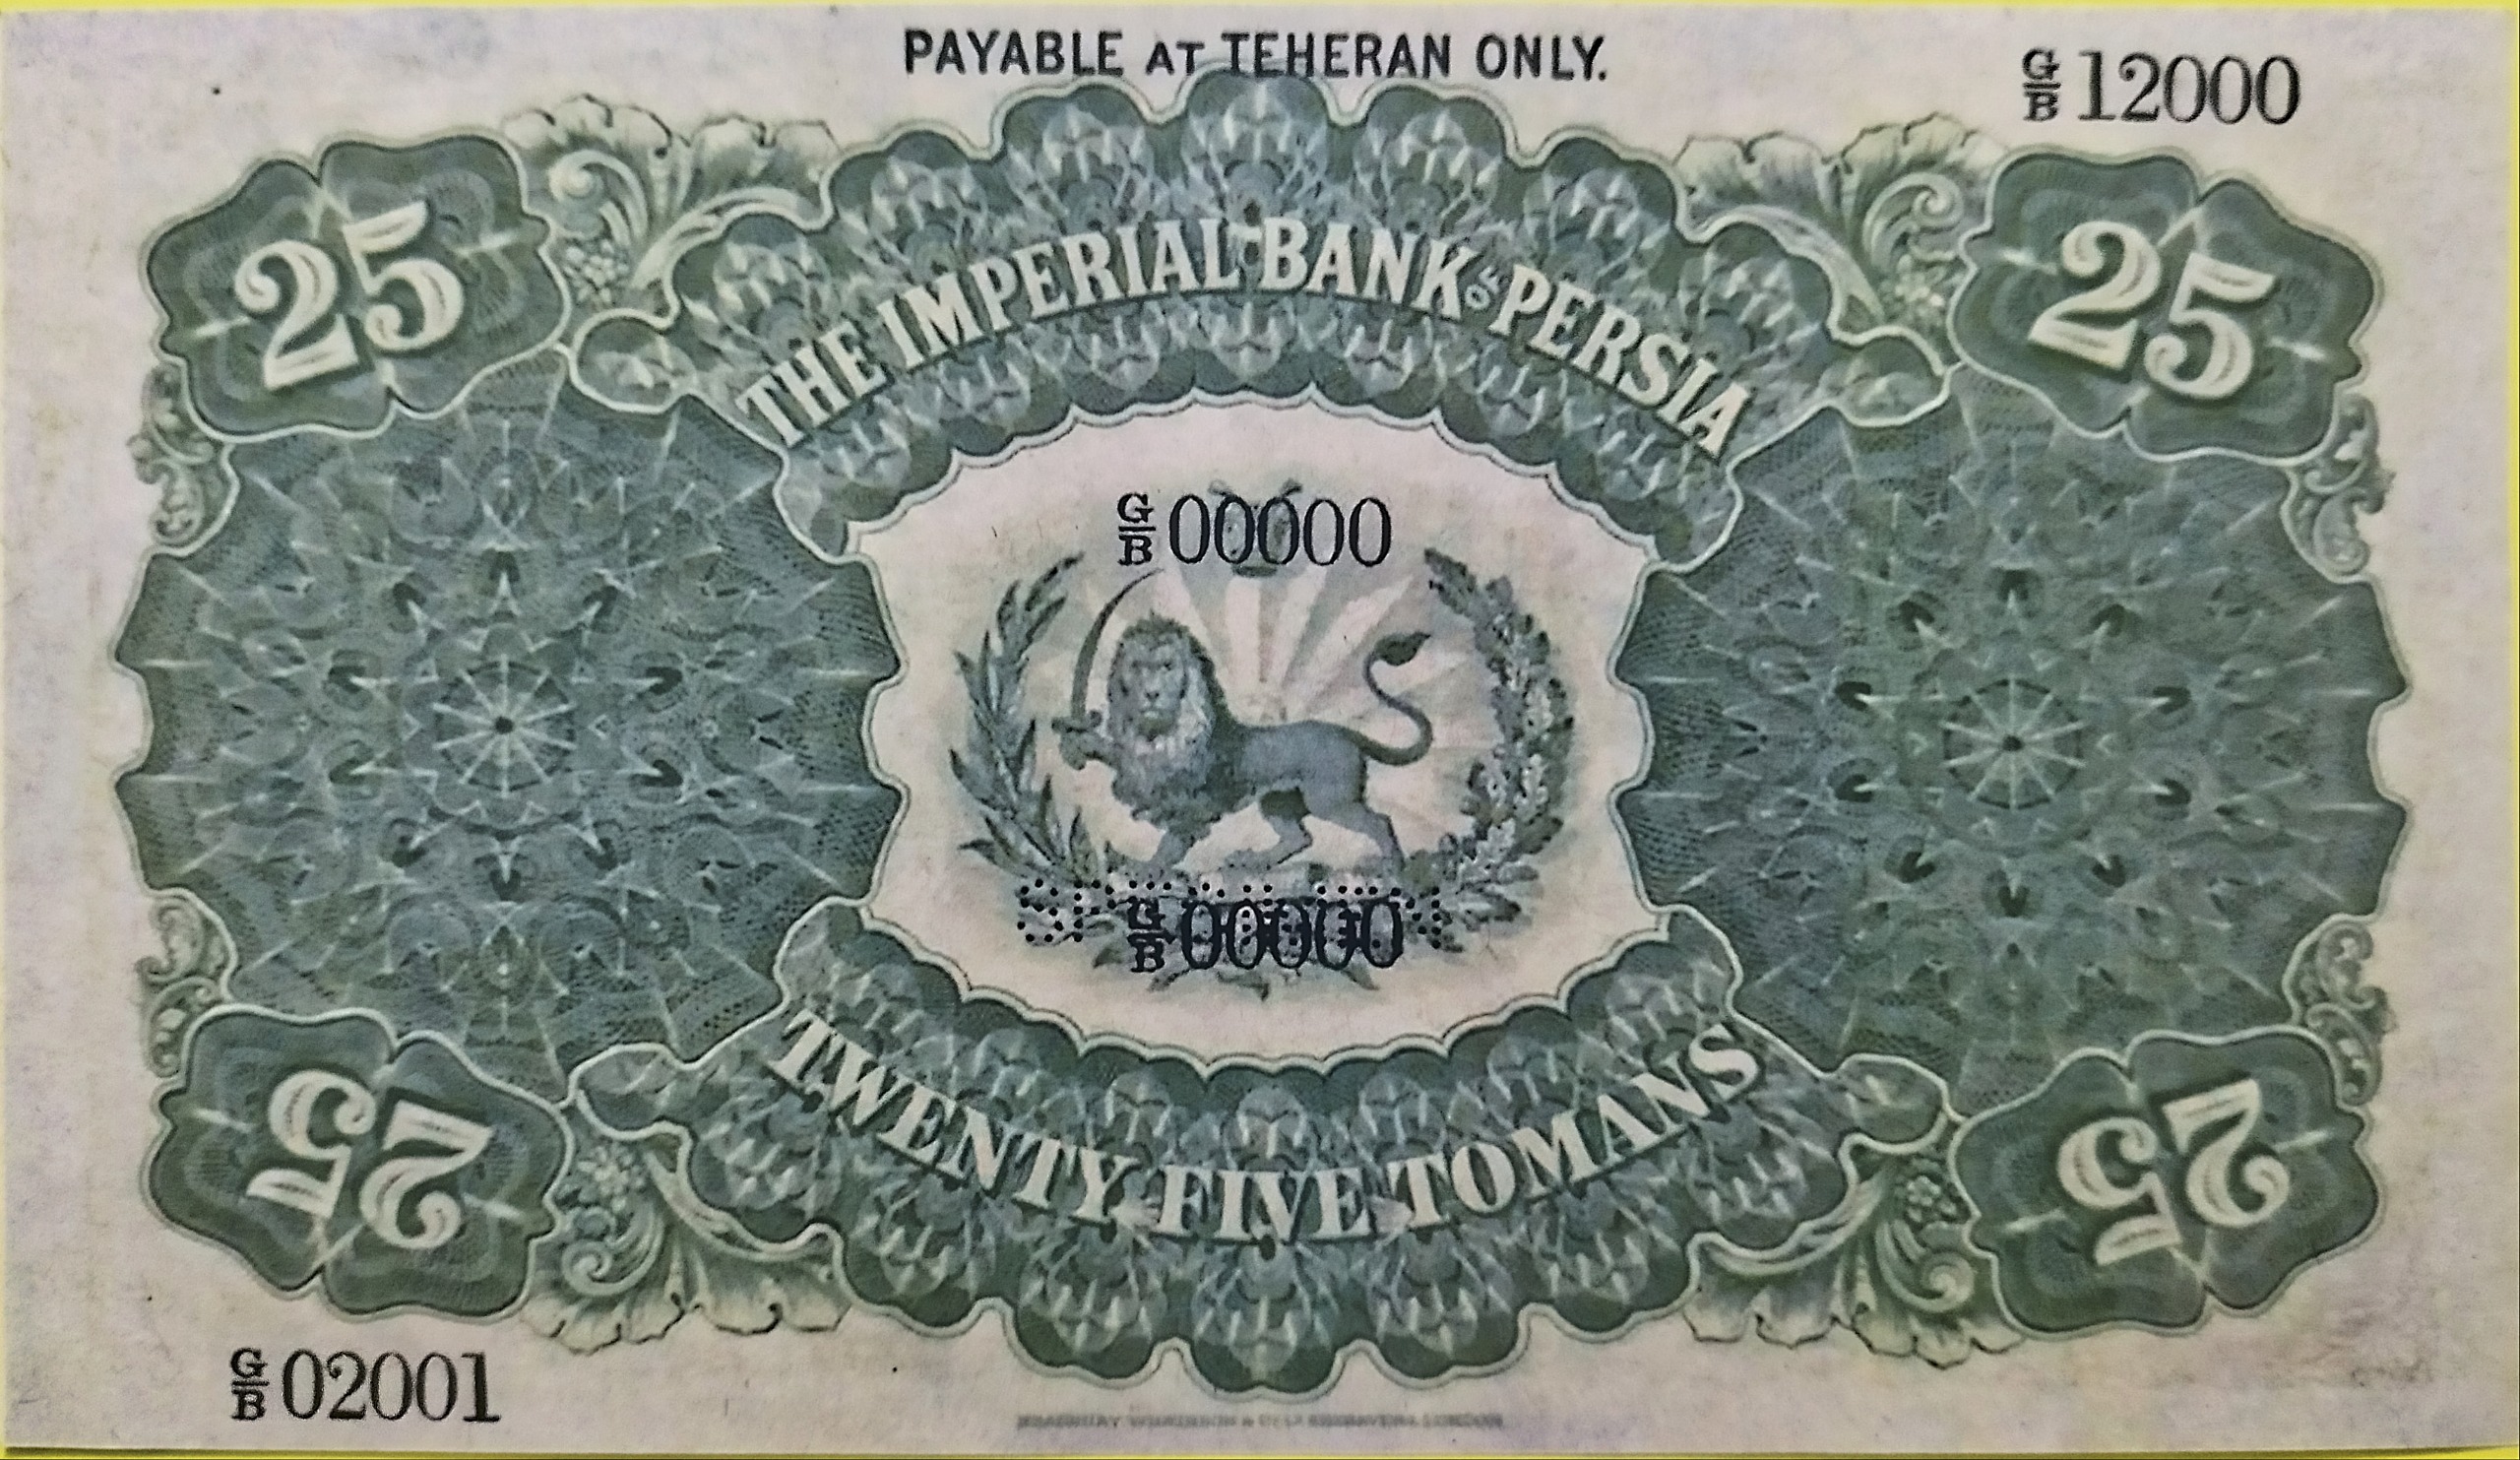 PAYABLE AT TEHERAN ONLY.
G/B 12000
25
25
THE IMPERIAL BANK OF PERSIA
G/B 00000
G/B 00000
TWENTY FIVE TOMANS
25
25
G/B 02001